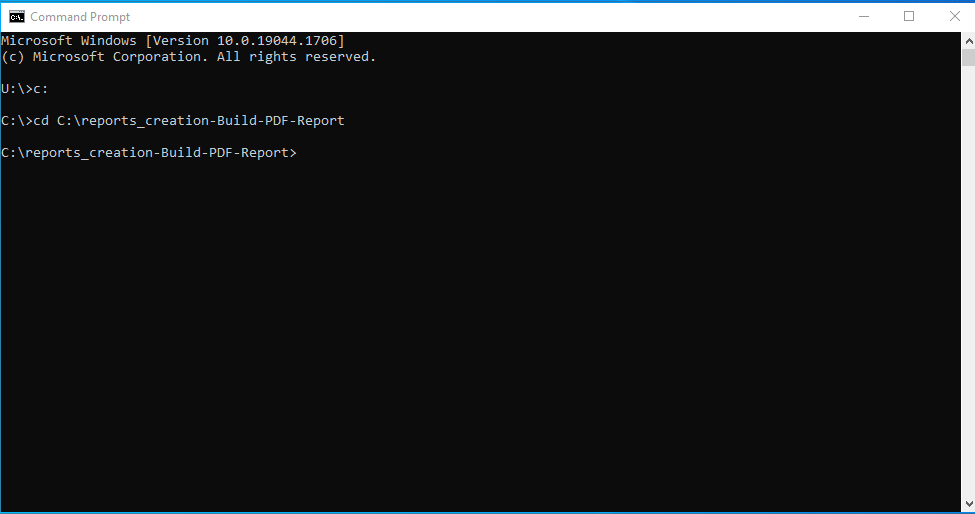 Command Prompt
Microsoft Windows [Version 10.0.19044.1706]
(c) Microsoft Corporation. All rights reserved.
U:\>c:
C:\>cd C:\reports_creation-Build-PDF-Report
C:\reports_creation-Build-PDF-Report>